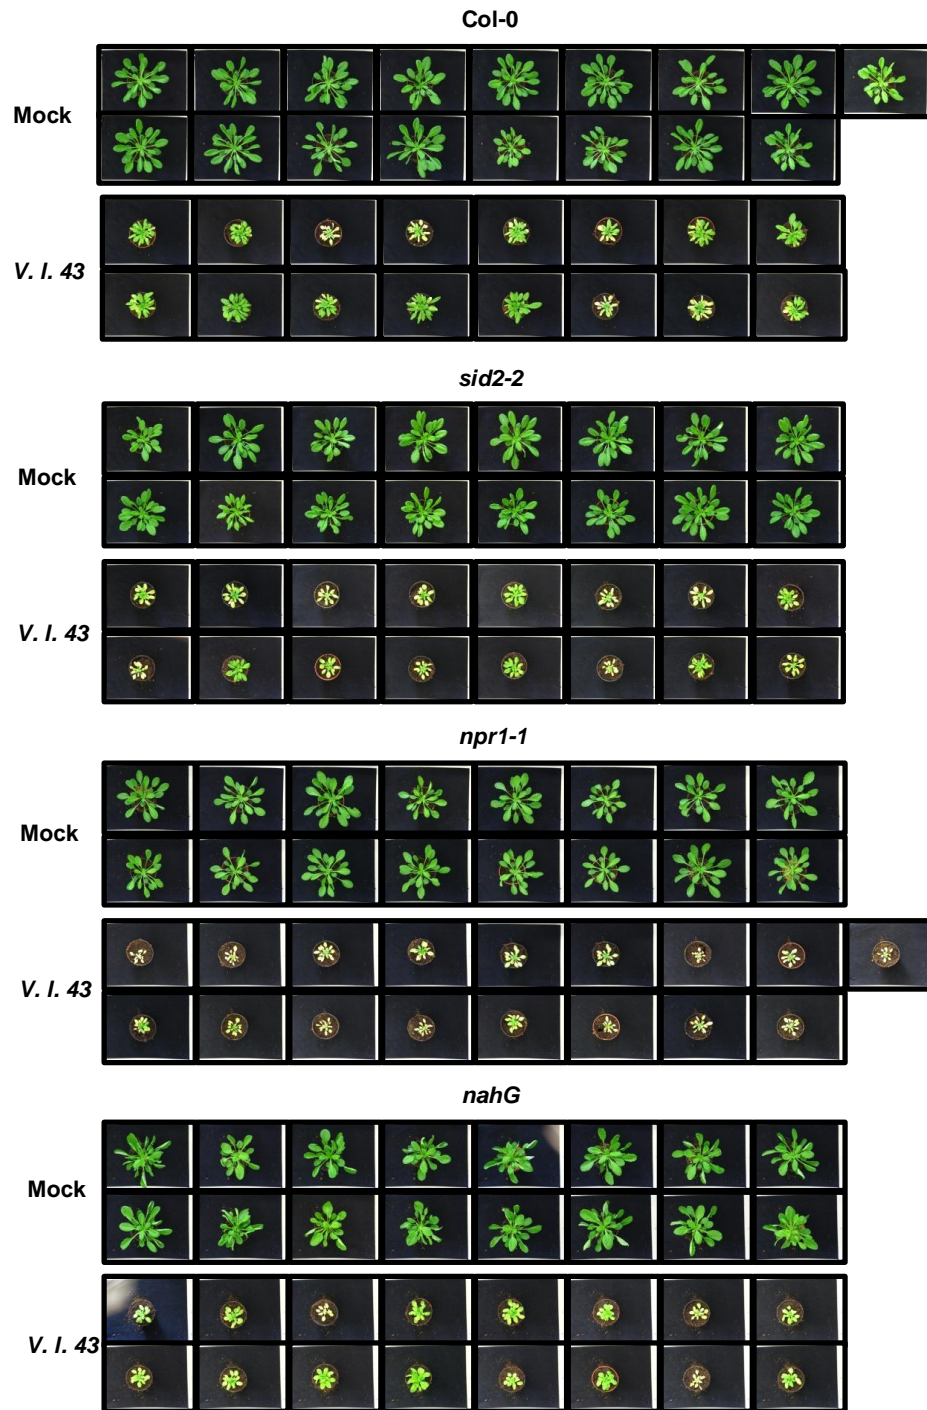 Col-0
Mock
V. l. 43
sid2-2
Mock
V. l. 43
npr1-1
Mock
V. l. 43
nahG
Mock
V. l. 43